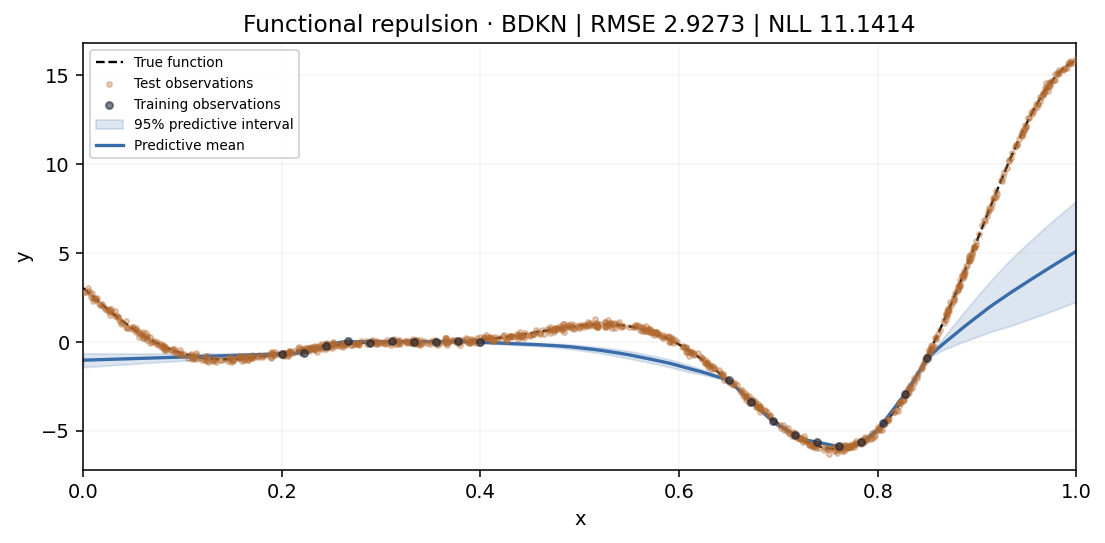 Functional repulsion · BDKN | RMSE 2.9273 | NLL 11.1414
True function
Test observations
Training observations
95% predictive interval
Predictive mean
y
15
10
5
0
−5
0.0 0.2 0.4 0.6 0.8 1.0
x